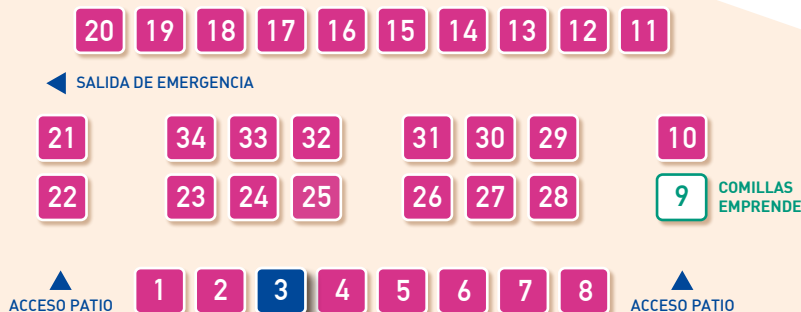 20 19 18 17 16 15 14 13 12 11
SALIDA DE EMERGENCIA
21 34 33 32 31 30 29 10
22 23 24 25 26 27 28 9
COMILLAS
EMPRENDE
1 2 3 4 5 6 7 8
ACCESO PATIO ACCESO PATIO